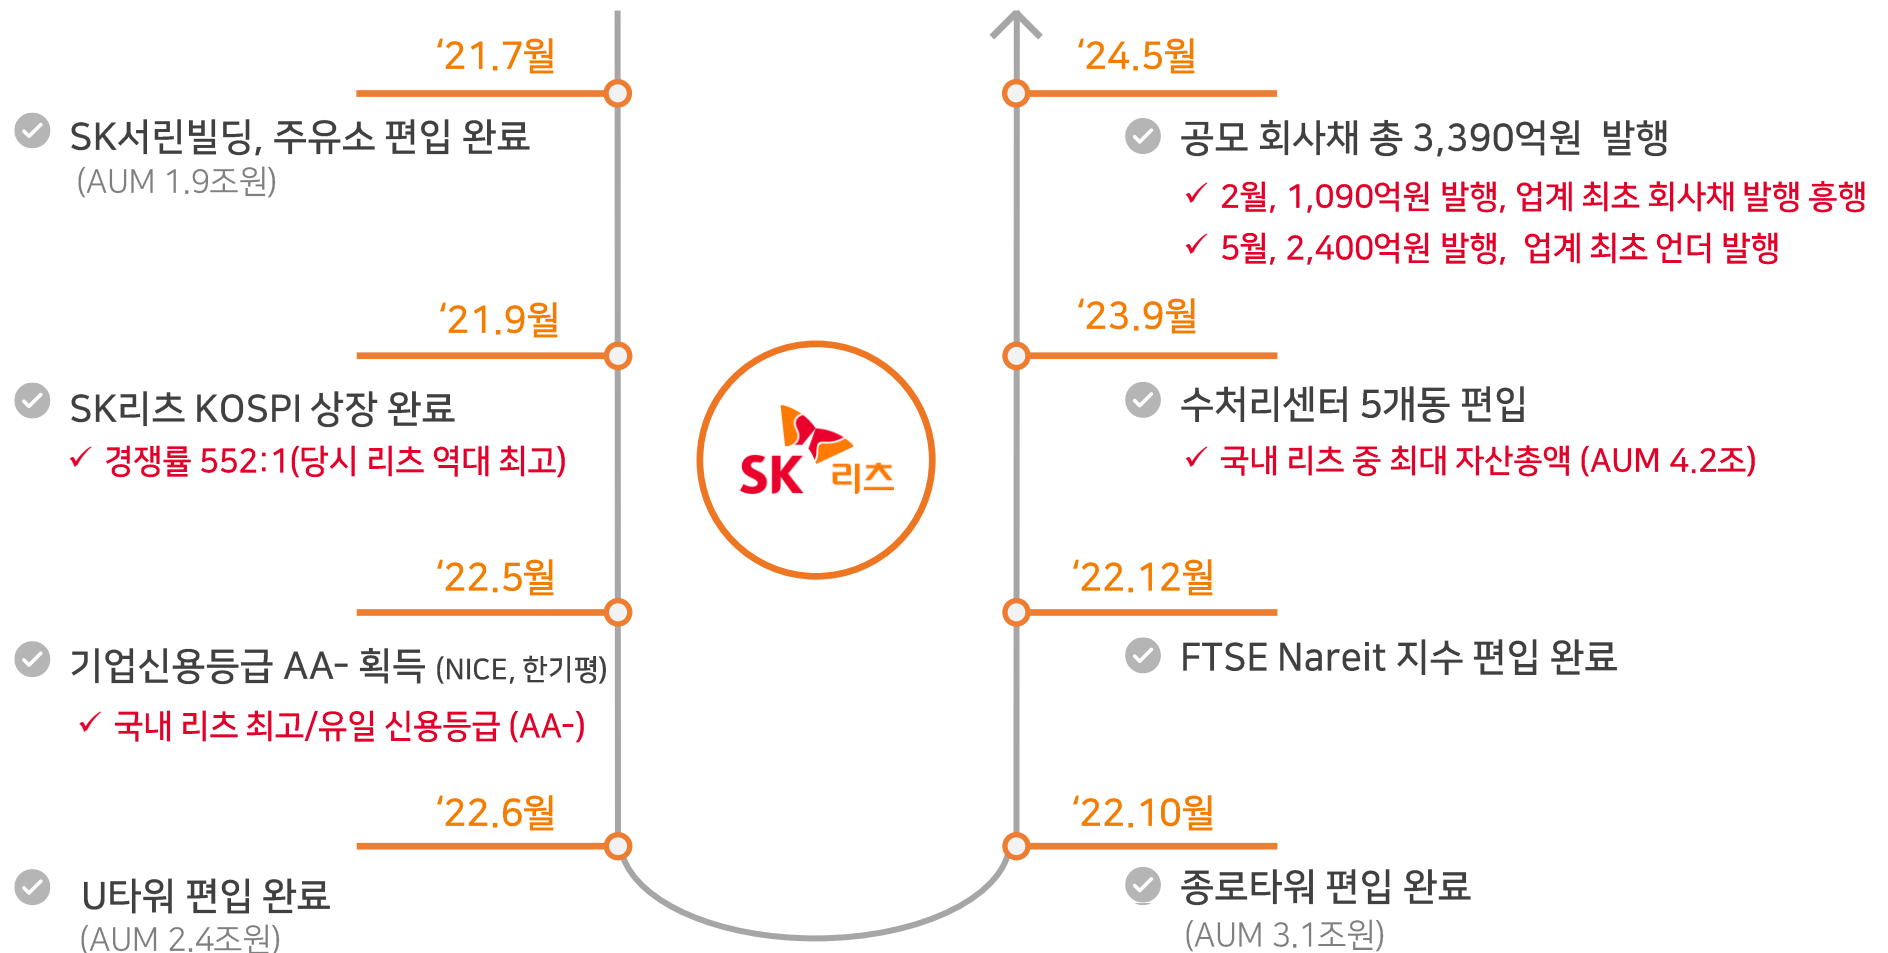 ‘21.7월
SK서린빌딩, 주유소 편입 완료
(AUM 1.9조원)
‘21.9월
SK리츠 KOSPI 상장 완료
경쟁률 552:1(당시 리츠 역대 최고)
‘22.5월
기업신용등급 AA- 획득 (NICE, 한기평)
국내 리츠 최고/유일 신용등급 (AA-)
‘22.6월
U타워 편입 완료
(AUM 2.4조원)
SK 리츠
‘24.5월
공모 회사채 총 3,390억원 발행
2월, 1,090억원 발행, 업계 최초 회사채 발행 흥행
5월, 2,400억원 발행, 업계 최초 언더 발행
‘23.9월
수처리센터 5개동 편입
국내 리츠 중 최대 자산총액 (AUM 4.2조)
‘22.12월
FTSE Nareit 지수 편입 완료
‘22.10월
종로타워 편입 완료
(AUM 3.1조원)